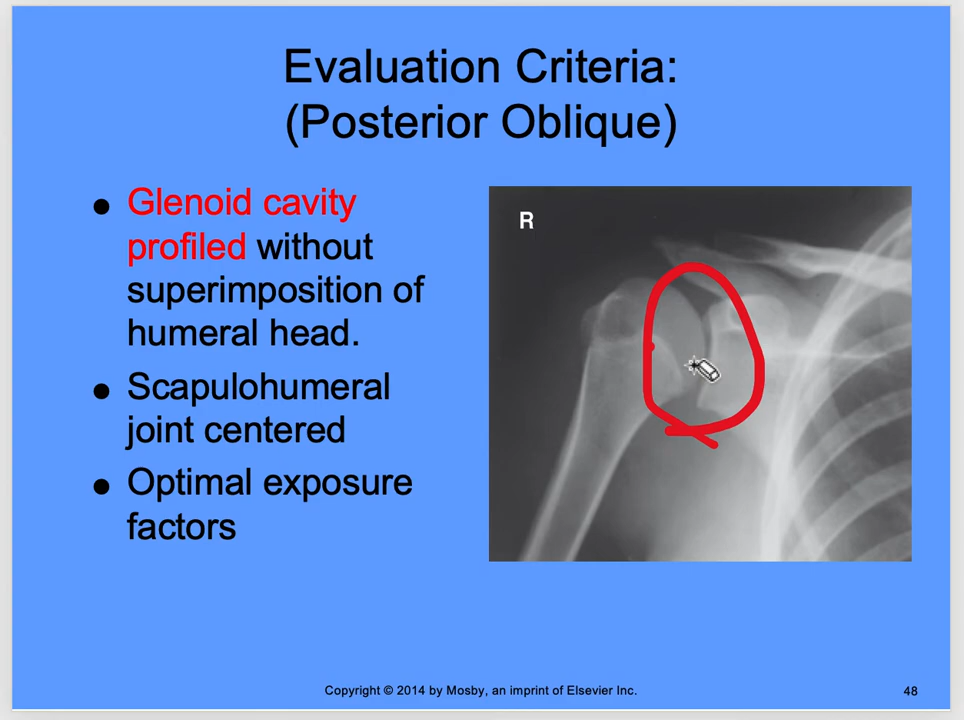 Evaluation Criteria:
(Posterior Oblique)
● Glenoid cavity
profiled without
superimposition of
humeral head.
● Scapulohumeral
joint centered
● Optimal exposure
factors
R
Copyright © 2014 by Mosby, an imprint of Elsevier Inc.
48